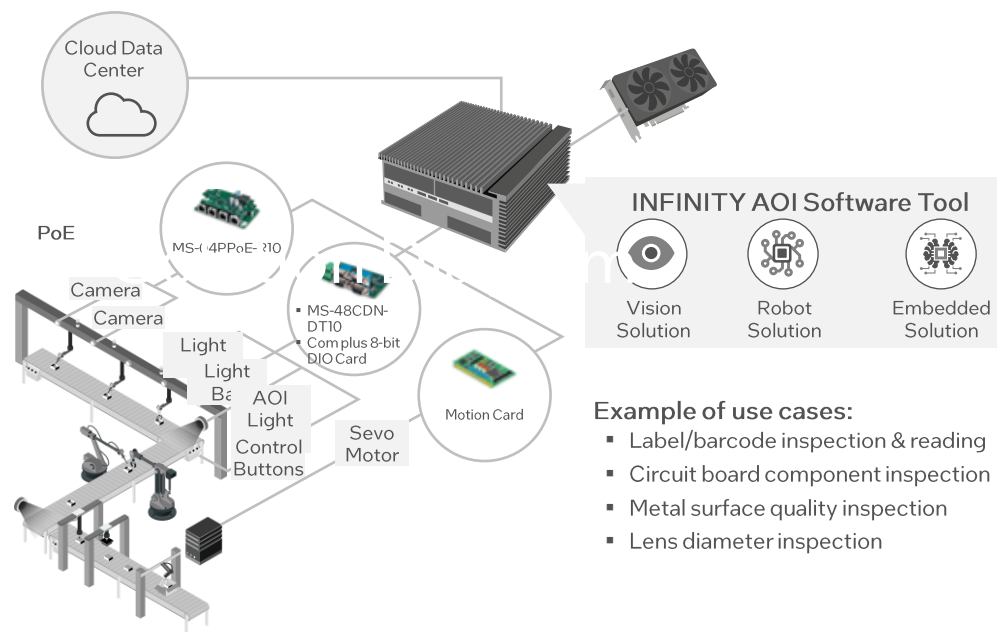 Cloud Data
Center
INFINITY AOI Software Tool
PoE
MS-48CDN-
DT10
Com plus 8-bit
DIO Card
Camera
Camera
Light
Light
AOI
Light
Control
Buttons
Sevo
Motor
Motion Card
Vision
Solution
Robot
Solution
Embedded
Solution
Example of use cases:
▪ Label/barcode inspection & reading
▪ Circuit board component inspection
▪ Metal surface quality inspection
▪ Lens diameter inspection